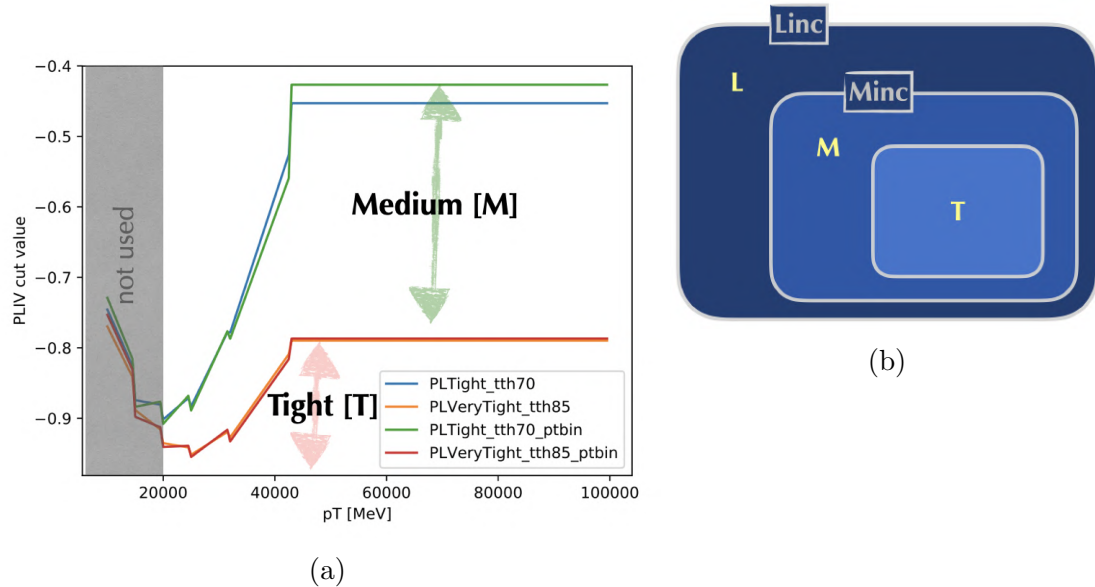 −0.4
−0.5
−0.6
−0.7
−0.8
−0.9
PLIV cut value
not used
Medium [M]
Tight [T]
PLTight_tth70
PLVeryTight_tth85
PLTight_tth70_ptbin
PLVeryTight_tth85_ptbin
20000 40000 60000 80000 100000
pT [MeV]
(a)
Linc
L
Minc
M
T
(b)